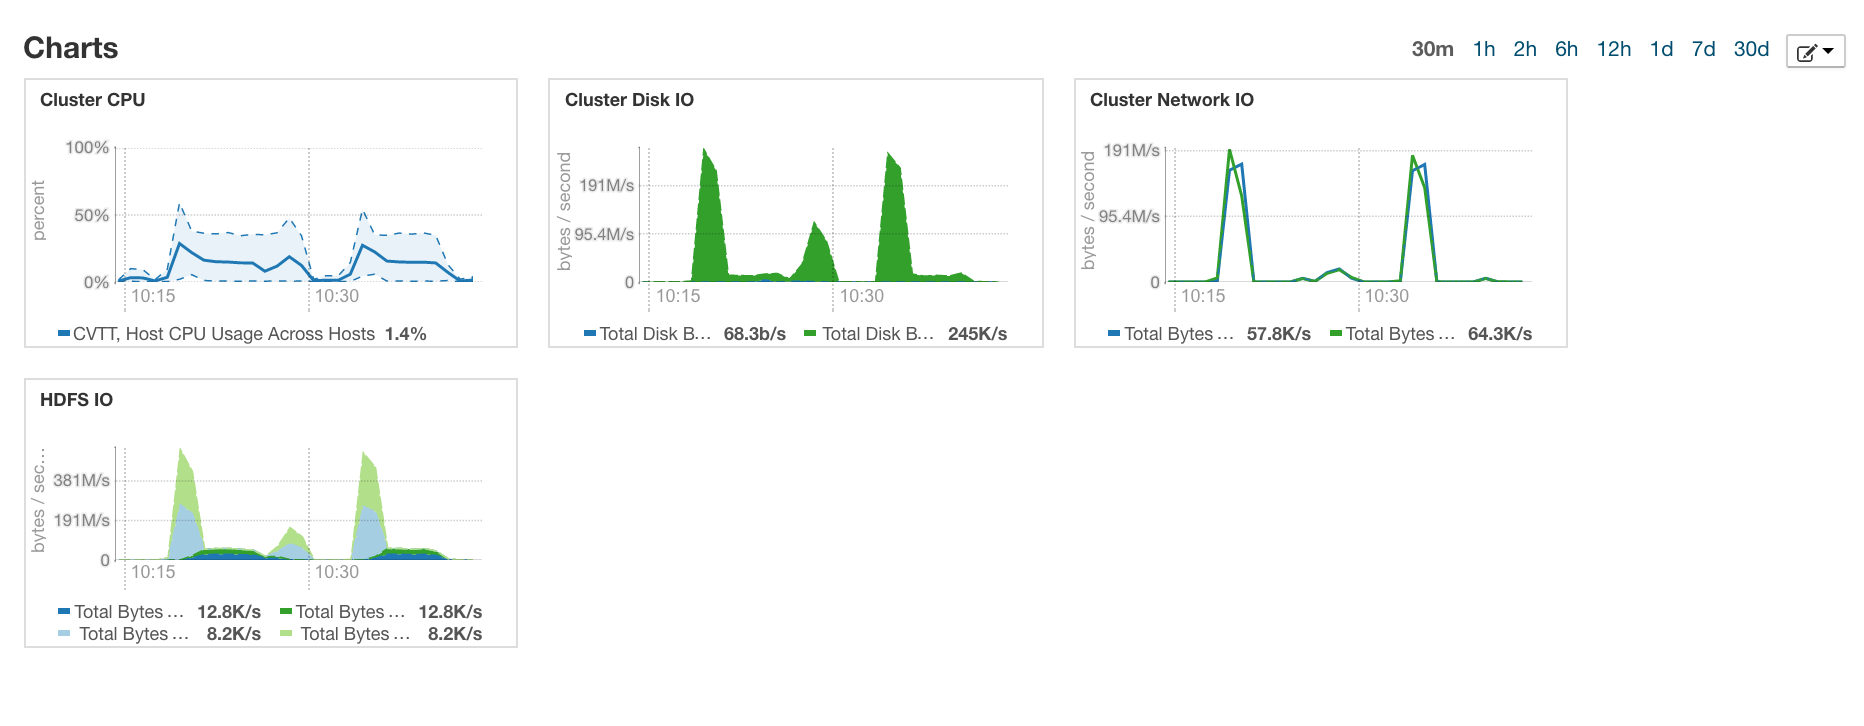 Charts
30m 1h 2h 6h 12h 1d 7d 30d
Cluster CPU
percent
100%
50%
0%
10:15 10:30
CVTT, Host CPU Usage Across Hosts 1.4%
Cluster Disk IO
bytes / second
191M/s
95.4M/s
0
10:15 10:30
Total Disk B... 68.3b/s Total Disk B... 245K/s
Cluster Network IO
bytes / second
191M/s
95.4M/s
0
10:15 10:30
Total Bytes ... 57.8K/s Total Bytes ... 64.3K/s
HDFS IO
bytes / sec...
381M/s
191M/s
0
10:15 10:30
Total Bytes ... 12.8K/s Total Bytes ... 12.8K/s
Total Bytes ... 8.2K/s Total Bytes ... 8.2K/s